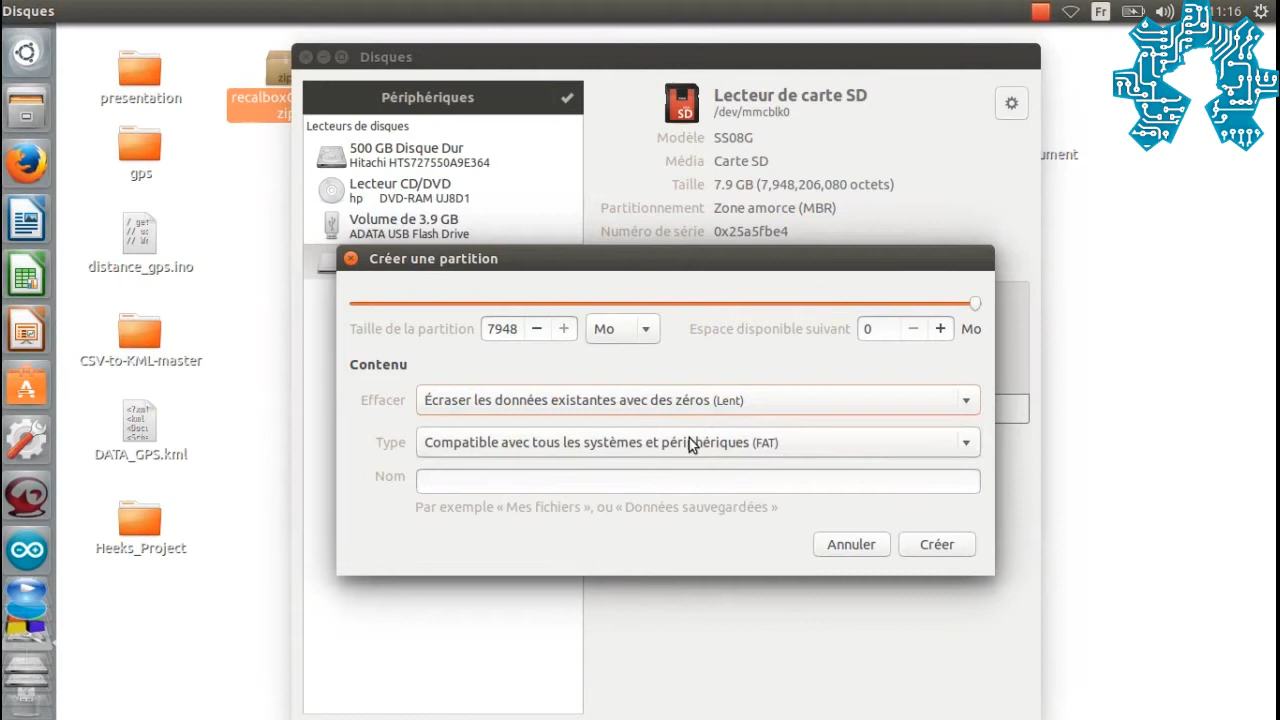 Disques
Fr
11:16
presentation
zip
recalbox
zip
gps
/ get
distance_gps.ino
CSV-to-KML-master
<?xml
<kml
<Doc
DATA_GPS.kml
Heeks_Project
ument
Disques
Périphériques
Lecteurs de disques
500 GB Disque Dur
Hitachi HTS727550A9E364
Lecteur CD/DVD
hp DVD-RAM UJ8D1
Volume de 3.9 GB
ADATA USB Flash Drive
SD
Lecteur de carte SD
/dev/mmcblk0
Modèle SS08G
Média Carte SD
Taille 7.9 GB (7,948,206,080 octets)
Partitionnement Zone amorce (MBR)
Numéro de série 0x25a5fbe4
Créer une partition
Taille de la partition 7948 − + Mo Espace disponible suivant 0 − + Mo
Contenu
Effacer Écraser les données existantes avec des zéros (Lent)
Type Compatible avec tous les systèmes et périphériques (FAT)
Nom
Par exemple « Mes fichiers », ou « Données sauvegardées »
Annuler Créer